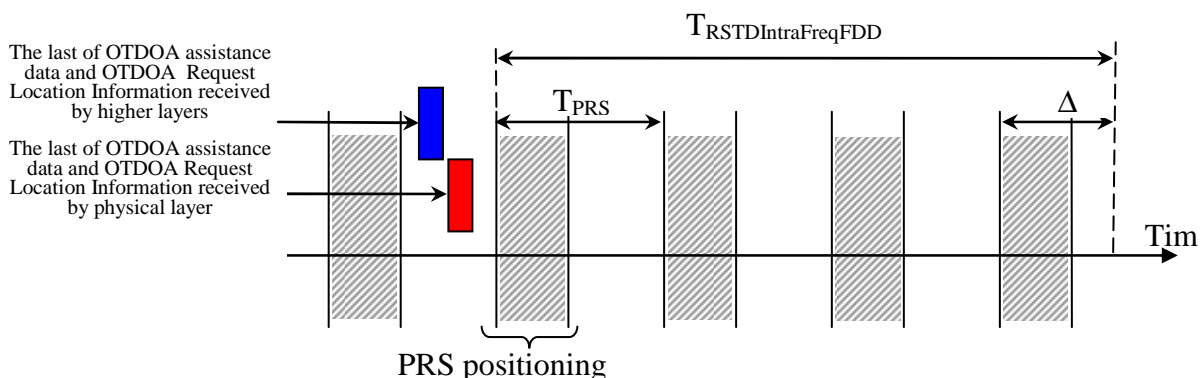 T_RSTDIntraFreqFDD
The last of OTDOA assistance
data and OTDOA Request
Location Information received
by higher layers
T_PRS
Δ
The last of OTDOA assistance
data and OTDOA Request
Location Information received
by physical layer
Tim
PRS positioning